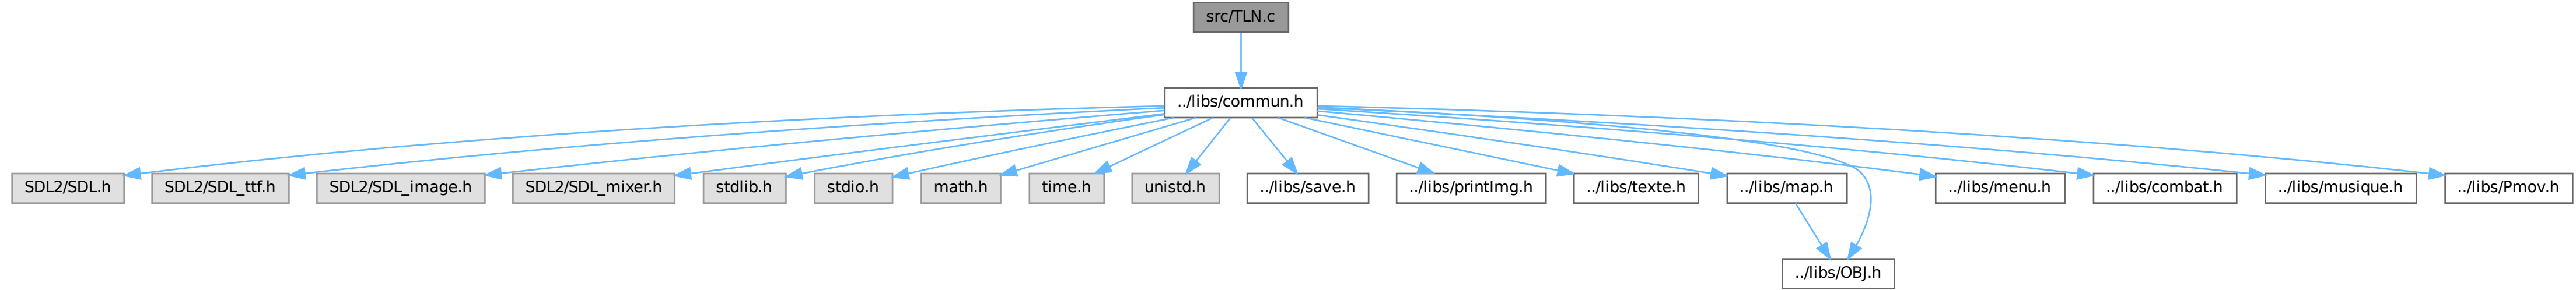 src/TLN.c
../libs/commun.h
SDL2/SDL.h
SDL2/SDL_ttf.h
SDL2/SDL_image.h
SDL2/SDL_mixer.h
stdlib.h
stdio.h
math.h
time.h
unistd.h
../libs/save.h
../libs/printImg.h
../libs/texte.h
../libs/map.h
../libs/menu.h
../libs/combat.h
../libs/musique.h
../libs/Pmov.h
../libs/OBJ.h